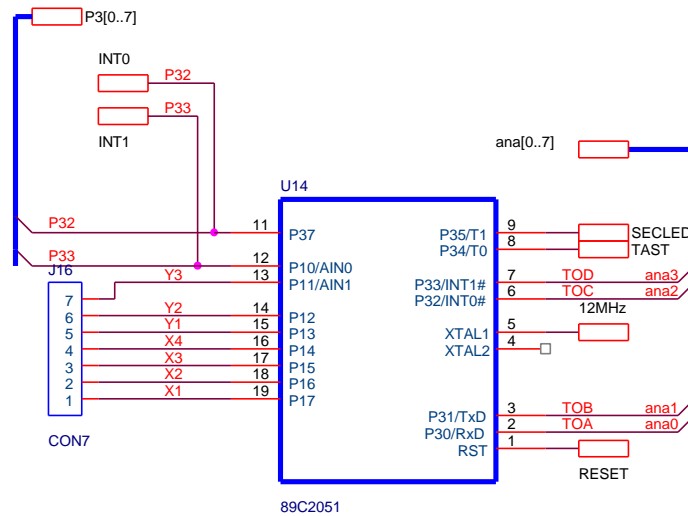 P3[0..7]
INT0
P32
P33
INT1
ana[0..7]
U14
P32
11
P37
P35/T1
9
SECLED
P34/T0
8
TAST
P33
12
P10/AIN0
J16
Y3
13
P11/AIN1
P33/INT1#
7
TOD
ana3
7
P32/INT0#
6
TOC
ana2
12MHz
6
Y2
14
P12
5
Y1
15
P13
XTAL1
5
4
X4
16
P14
XTAL2
4
3
X3
17
P15
2
X2
18
P16
1
X1
19
P17
P31/TxD
3
TOB
ana1
P30/RxD
2
TOA
ana0
RST
1
CON7
RESET
89C2051